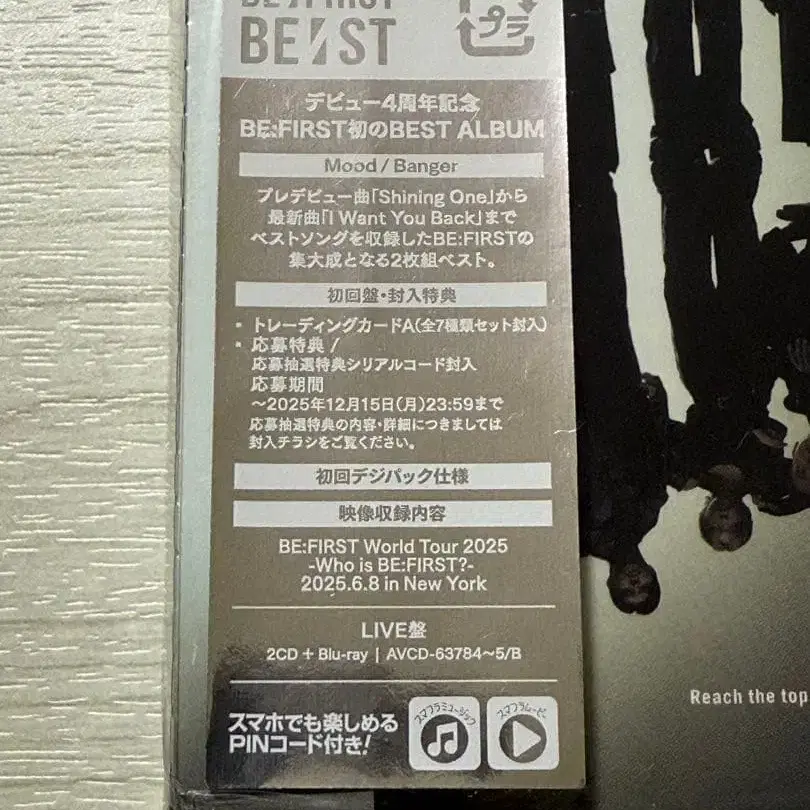 BE:FIRST
BE:ST
プラ
デビュー4周年記念
BE:FIRST初のBEST ALBUM
Mood / Banger
プレデビュー曲「Shining One」から
最新曲「I Want You Back」まで
ベストソングを収録したBE:FIRSTの
集大成となる2枚組ベスト。
初回盤・封入特典
・トレーディングカードA(全7種類セット封入)
・応募特典 /
応募抽選特典シリアルコード封入
応募期間
〜2025年12月15日(月)23:59まで
応募抽選特典の内容・詳細につきましては
封入チラシをご覧ください。
初回デジパック仕様
映像収録内容
BE:FIRST World Tour 2025
-Who is BE:FIRST?-
2025.6.8 in New York
LIVE盤
2CD + Blu-ray | AVCD-63784〜5/B
スマホでも楽しめる
PINコード付き!
スマプラミュージック
スマプラムービー
Reach the top